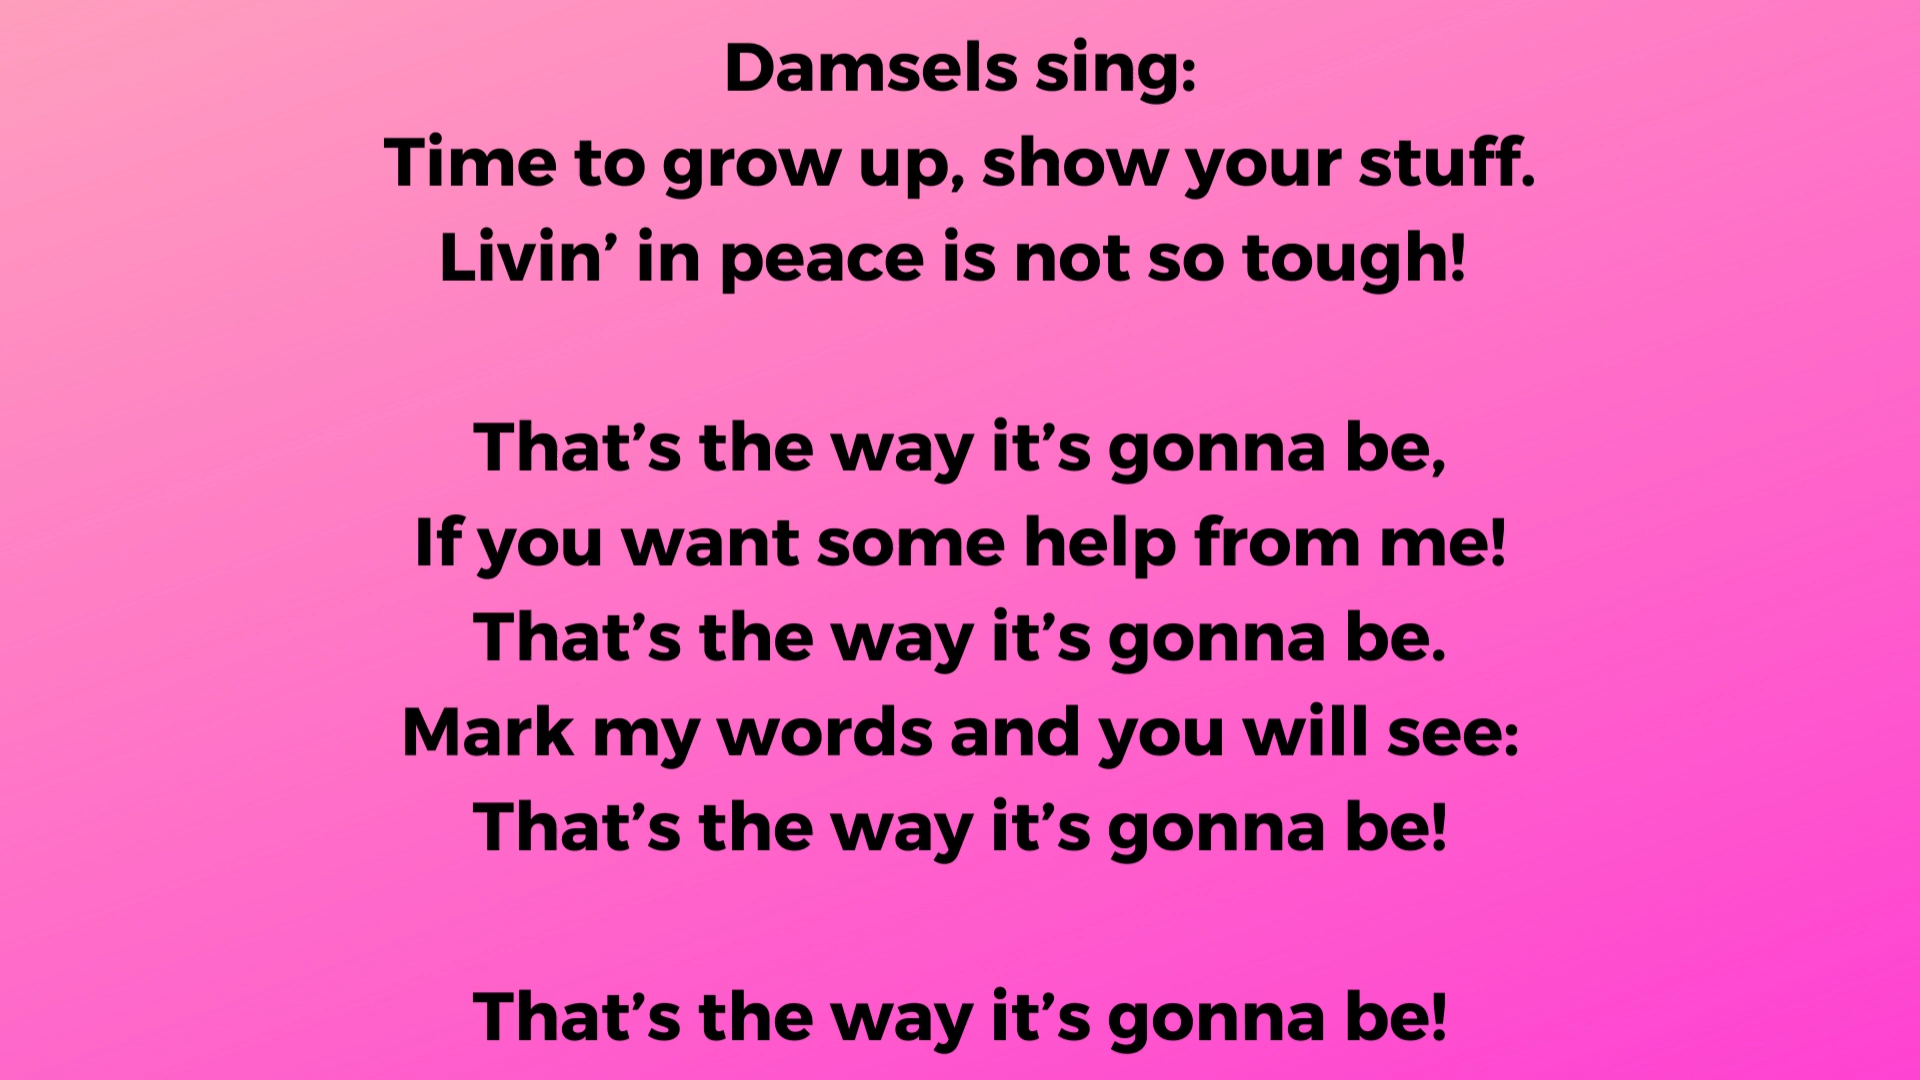 Damsels sing:
Time to grow up, show your stuff.
Livin’ in peace is not so tough!
That’s the way it’s gonna be,
If you want some help from me!
That’s the way it’s gonna be.
Mark my words and you will see:
That’s the way it’s gonna be!
That’s the way it’s gonna be!